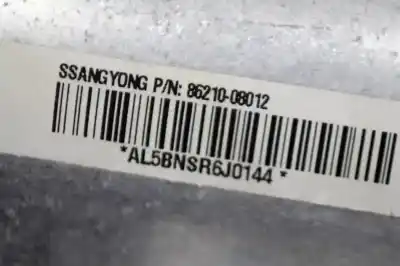 SSANGYONG P/N: 86210-08012
*AL5BNSR6J0144*